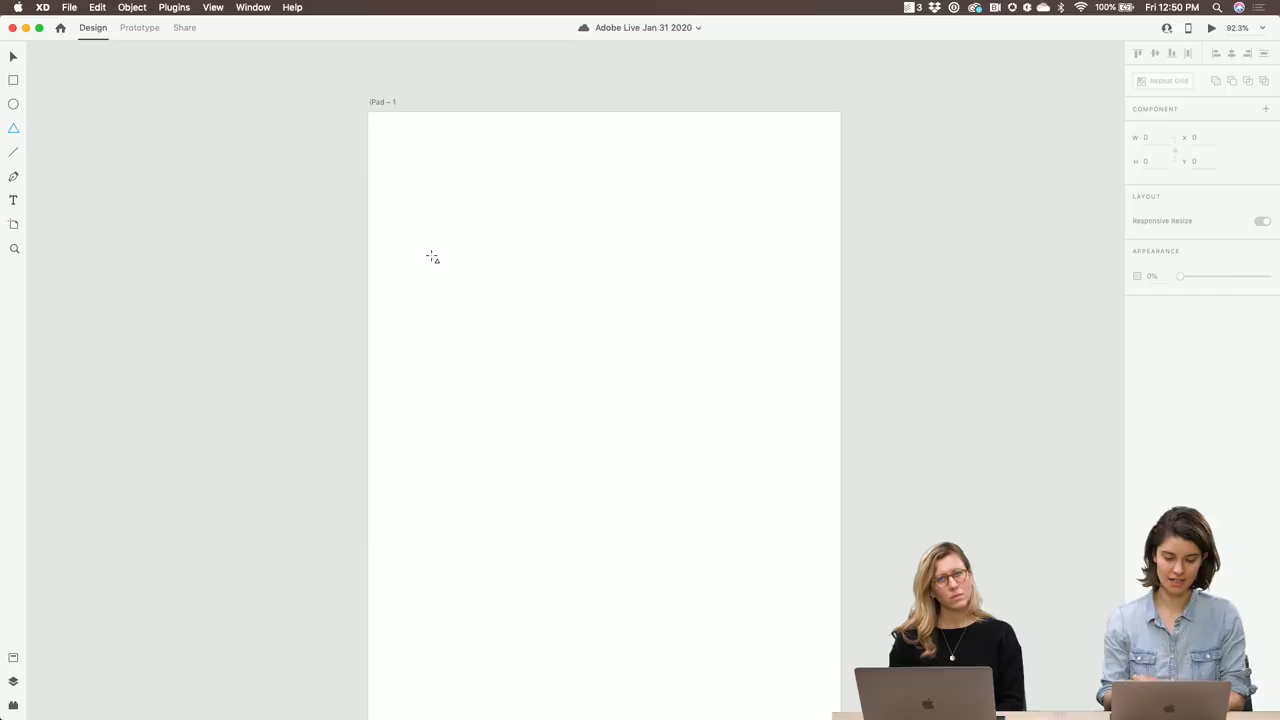 XD File Edit Object Plugins View Window Help 3 100% Fri 12:50 PM
Design Prototype Share Adobe Live Jan 31 2020 92.3%
Repeat Grid
iPad – 1
COMPONENT
W 0 X 0
H 0 Y 0
LAYOUT
Responsive Resize
APPEARANCE
0%
T